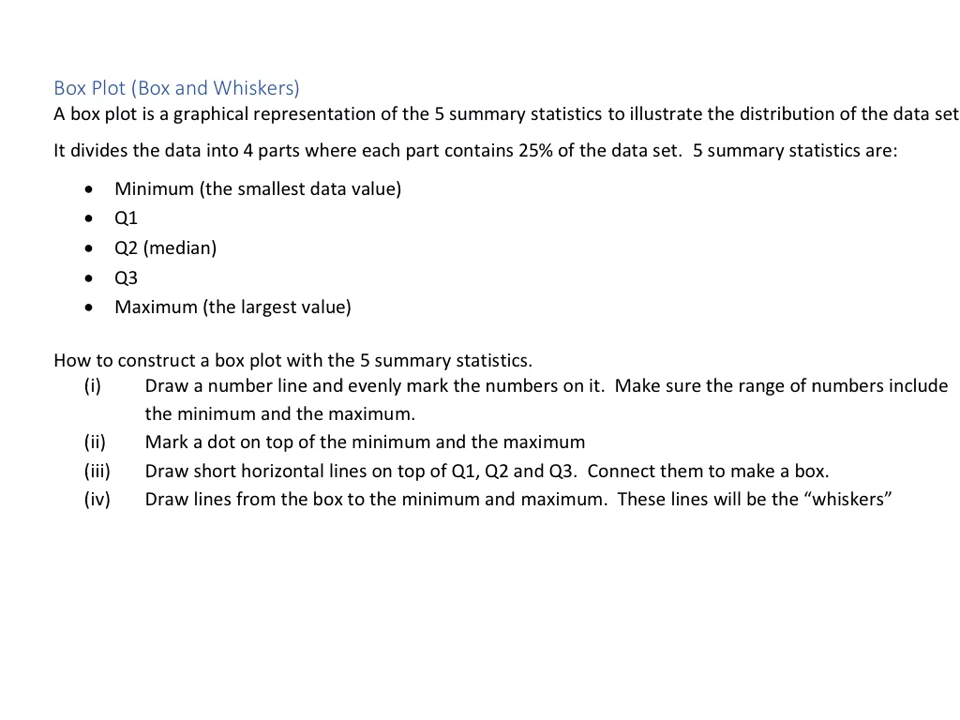 Box Plot (Box and Whiskers)
A box plot is a graphical representation of the 5 summary statistics to illustrate the distribution of the data set
It divides the data into 4 parts where each part contains 25% of the data set.  5 summary statistics are:
• Minimum (the smallest data value)
• Q1
• Q2 (median)
• Q3
• Maximum (the largest value)
How to construct a box plot with the 5 summary statistics.
(i) Draw a number line and evenly mark the numbers on it.  Make sure the range of numbers include
the minimum and the maximum.
(ii) Mark a dot on top of the minimum and the maximum
(iii) Draw short horizontal lines on top of Q1, Q2 and Q3.  Connect them to make a box.
(iv) Draw lines from the box to the minimum and maximum.  These lines will be the “whiskers”